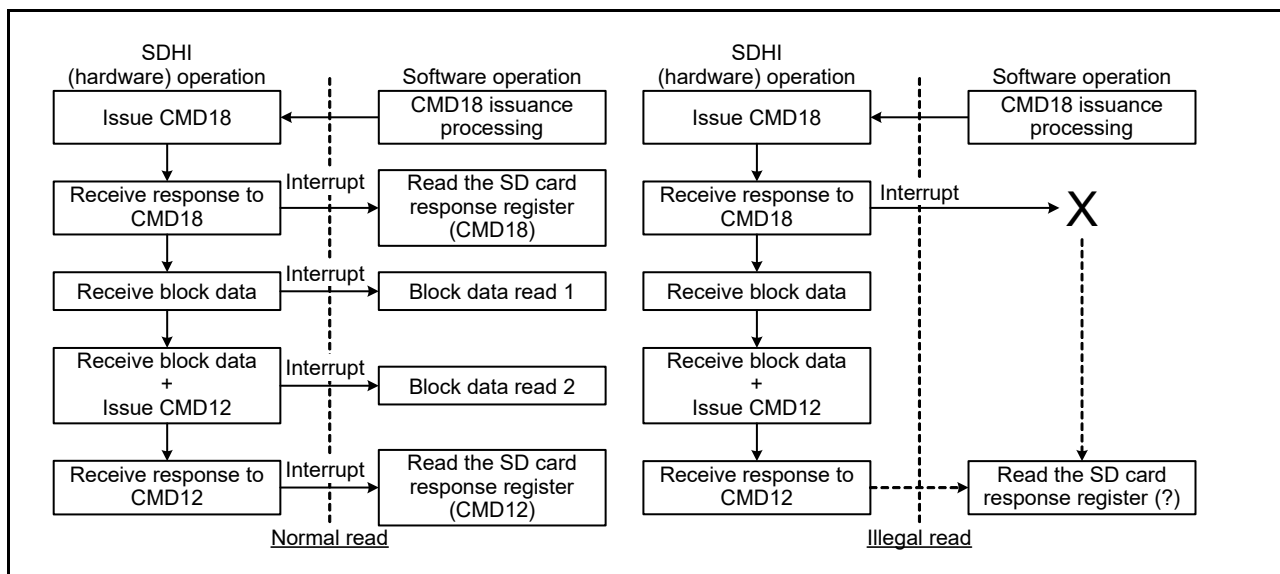 SDHI
(hardware) operation
Software operation
Issue CMD18
CMD18 issuance
processing
Receive response to
CMD18
Interrupt
Read the SD card
response register
(CMD18)
Receive block data
Interrupt
Block data read 1
Receive block data
+
Issue CMD12
Interrupt
Block data read 2
Receive response to
CMD12
Interrupt
Read the SD card
response register
(CMD12)
Normal read
SDHI
(hardware) operation
Software operation
Issue CMD18
CMD18 issuance
processing
Receive response to
CMD18
Interrupt
X
Receive block data
Receive block data
+
Issue CMD12
Receive response to
CMD12
Read the SD card
response register (?)
Illegal read